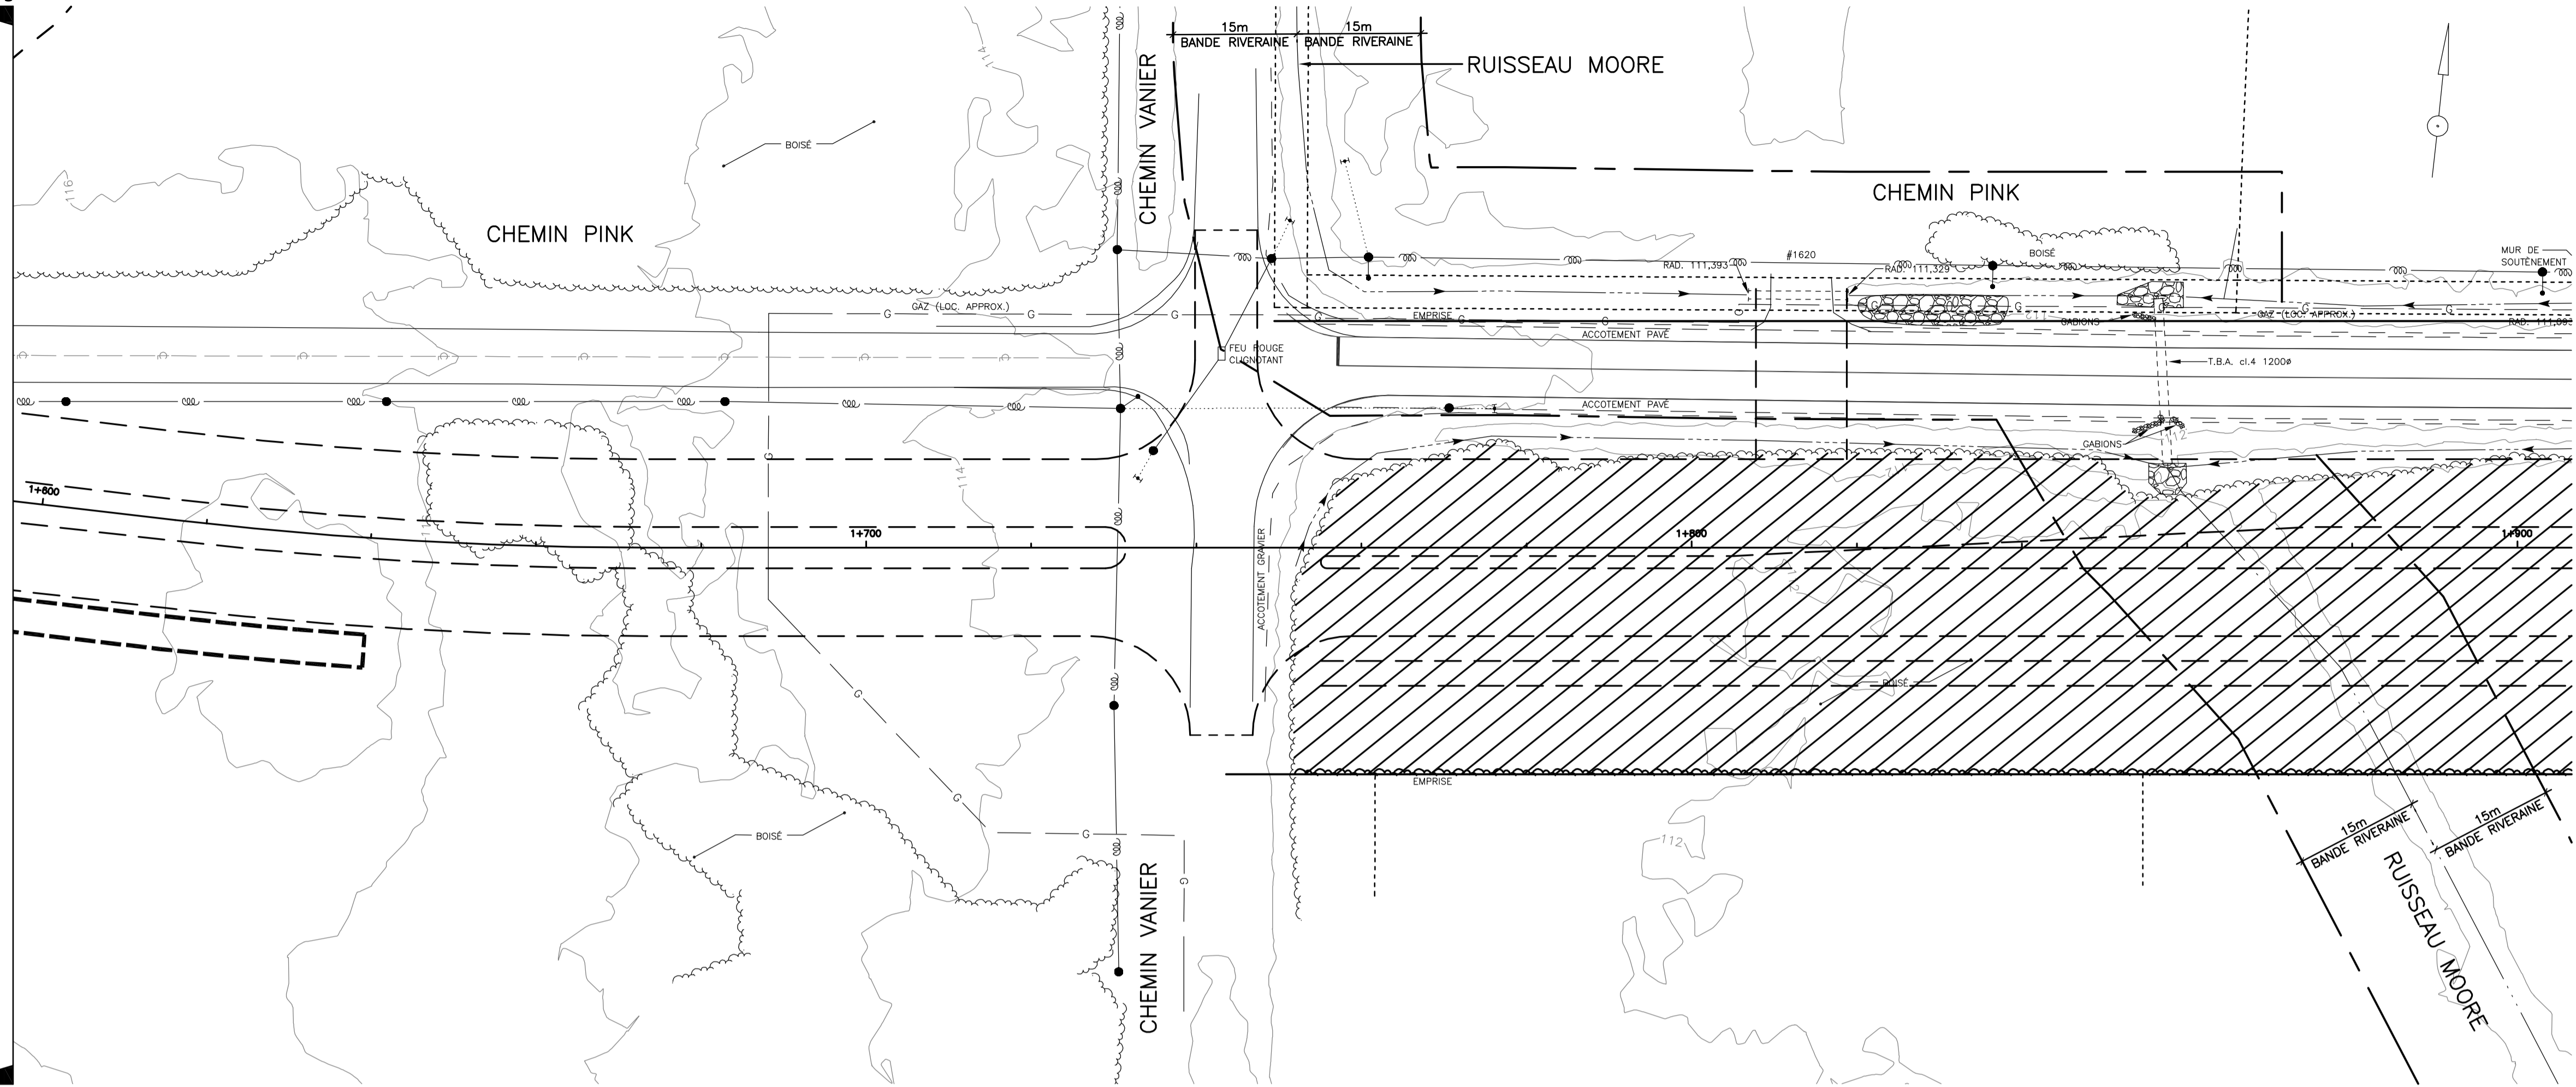 15m
15m
BANDE RIVERAINE
BANDE RIVERAINE
RUISSEAU MOORE
114
CHEMIN VANIER
BOISÉ
116
CHEMIN PINK
CHEMIN PINK
#1620
BOISÉ
MUR DE
SOUTÈNEMENT
RAD. 111,393
RAD. 111,329
GAZ (LOC. APPROX.)
G
G
G
G
G
G
G
G
G
G
EMPRISE
112
GABIONS
GAZ (LOC. APPROX.)
ACCOTEMENT PAVÉ
FEU ROUGE
CLIGNOTANT
T.B.A. cl.4 1200ø
ACCOTEMENT PAVÉ
GABIONS
G
114
1+600
1+700
1+800
1+900
ACCOTEMENT GRAVIER
112
BOISÉ
G
G
EMPRISE
BOISÉ
G
G
112
15m
BANDE RIVERAINE
15m
BANDE RIVERAINE
CHEMIN VANIER
RUISSEAU MOORE